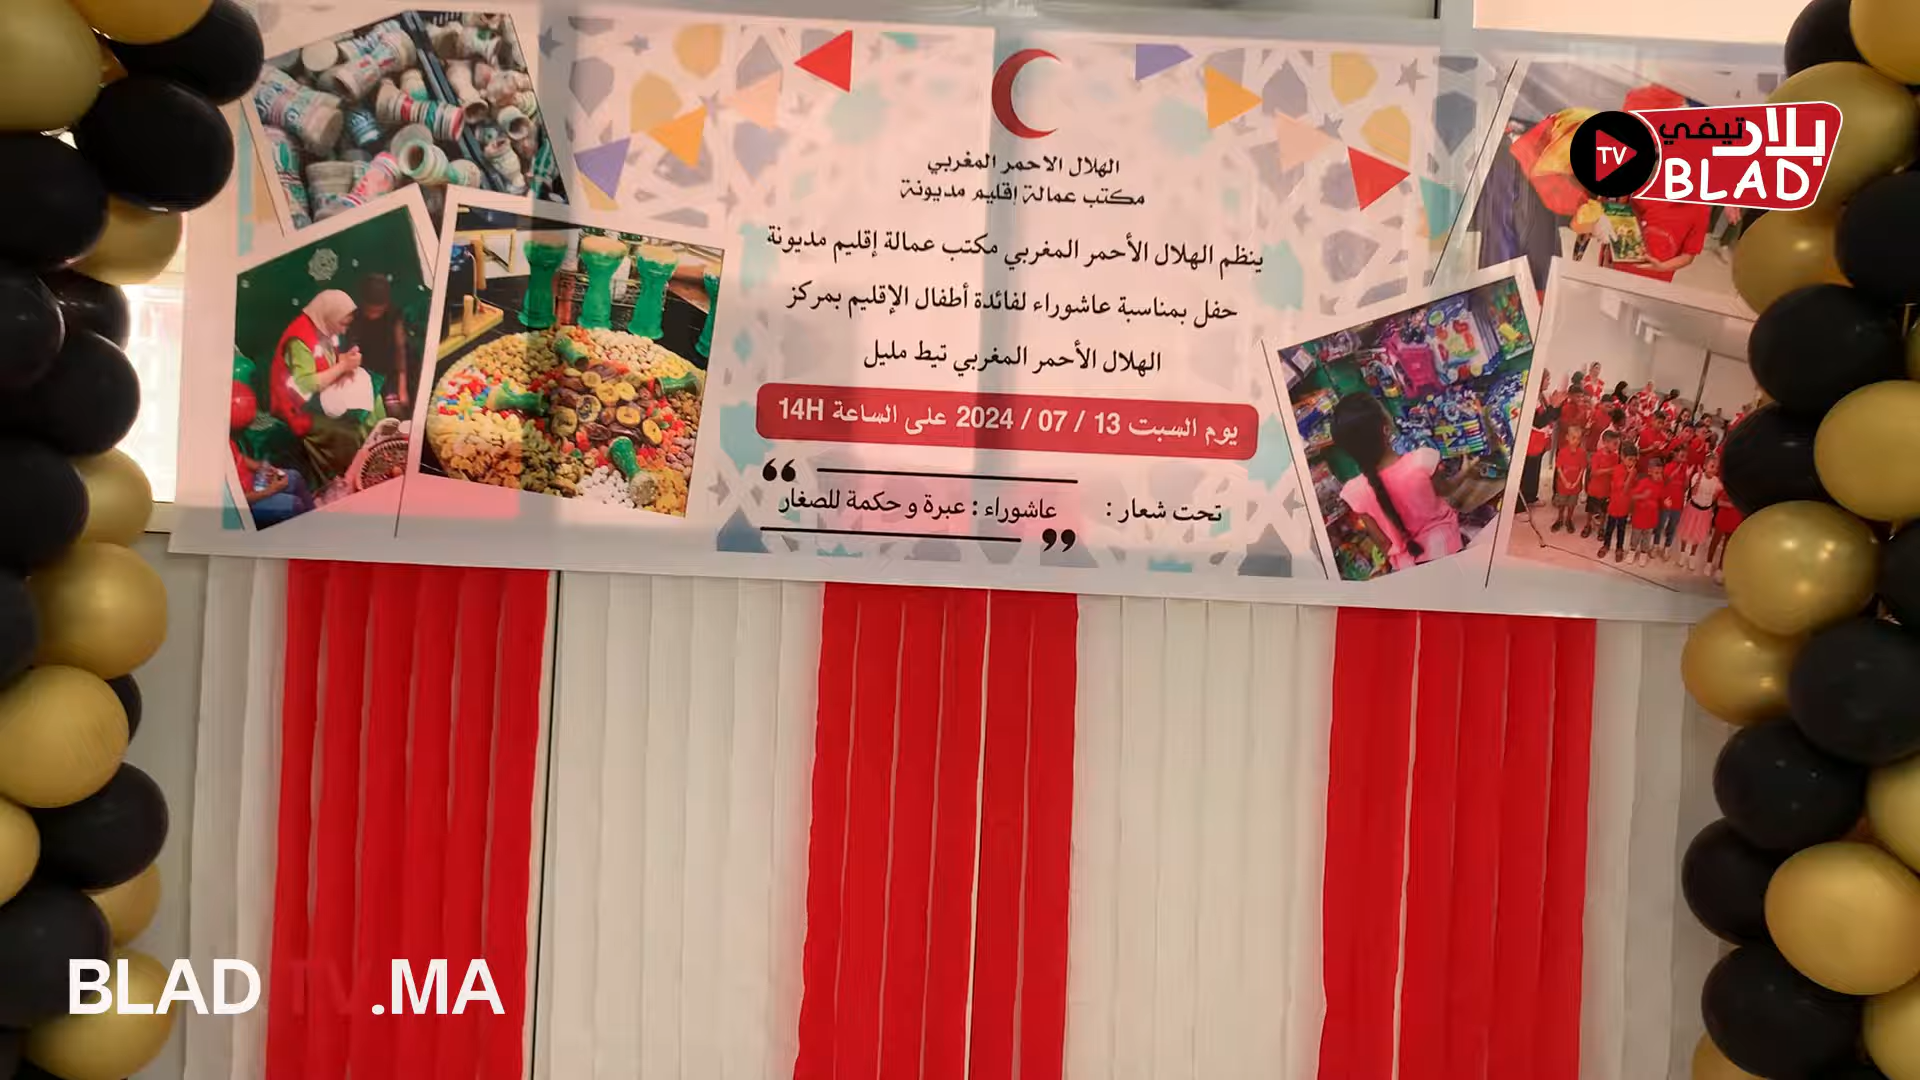 الهلال الاحمر المغربي
مكتب عمالة إقليم مديونة
ينظم الهلال الأحمر المغربي مكتب عمالة إقليم مديونة
حفل بمناسبة عاشوراء لفائدة أطفال الإقليم بمركز
الهلال الأحمر المغربي تيط مليل
يوم السبت 13 / 07 / 2024 على الساعة 14H
تحت شعار : ❝ عاشوراء : عبرة و حكمة للصغار ❞
بلاد تيفي
TV
BLAD
BLAD TV.MA